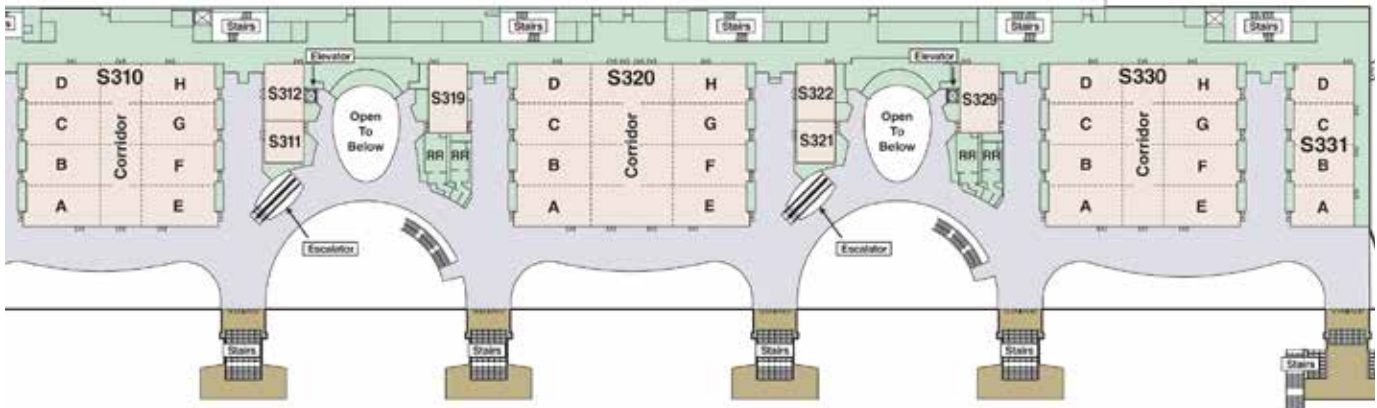 Stairs
Stairs
Stairs
Stairs
Elevator
Elevator
S310
D
H
C
G
Corridor
B
F
A
E
S312
S311
Open
To
Below
S319
RR
RR
Escalator
S320
D
H
C
G
Corridor
B
F
A
E
S322
S321
Open
To
Below
S329
RR
RR
Escalator
S330
D
H
C
G
Corridor
B
F
A
E
D
C
S331
B
A
Stairs
Stairs
Stairs
Stairs
Stairs